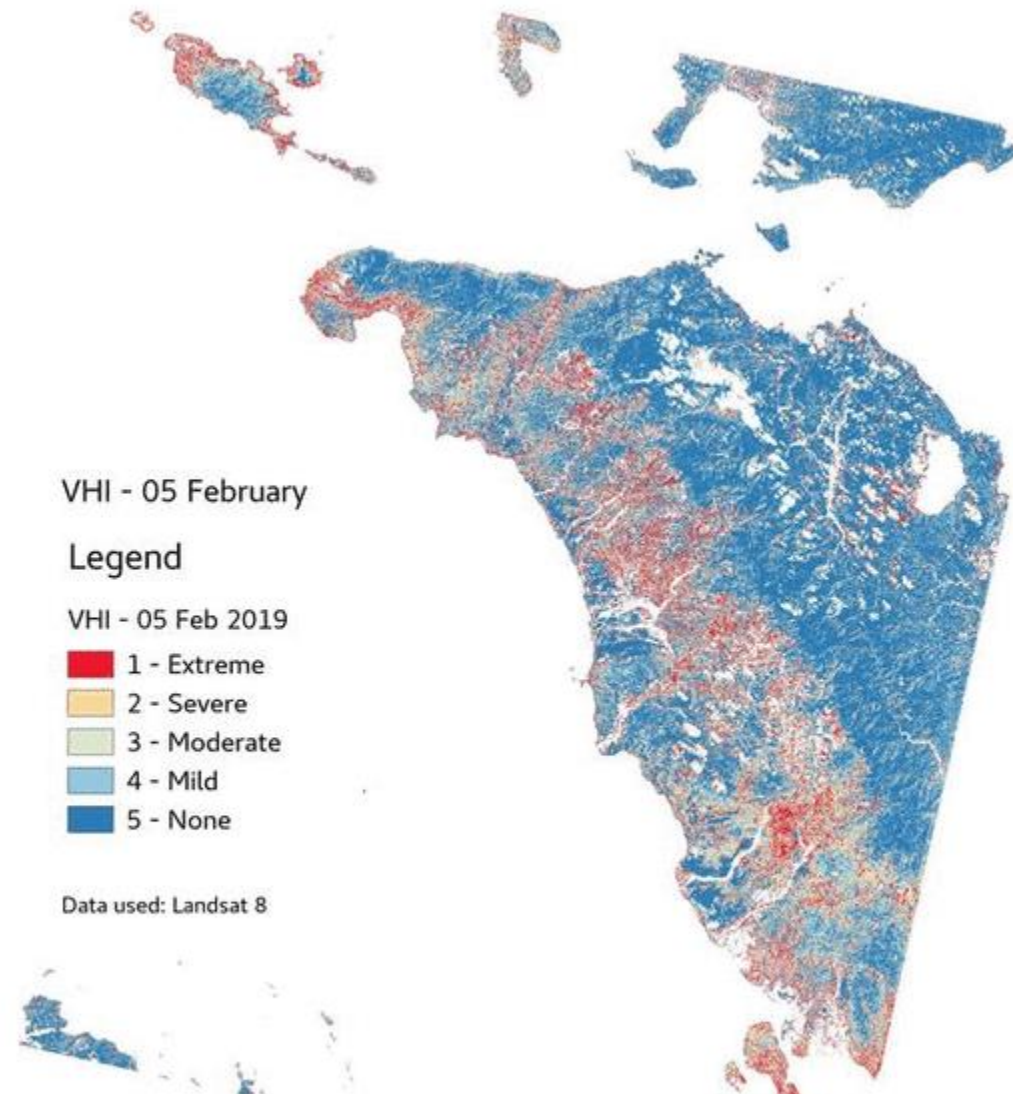 VHI - 05 February
Legend
VHI - 05 Feb 2019
1 - Extreme
2 - Severe
3 - Moderate
4 - Mild
5 - None
Data used: Landsat 8